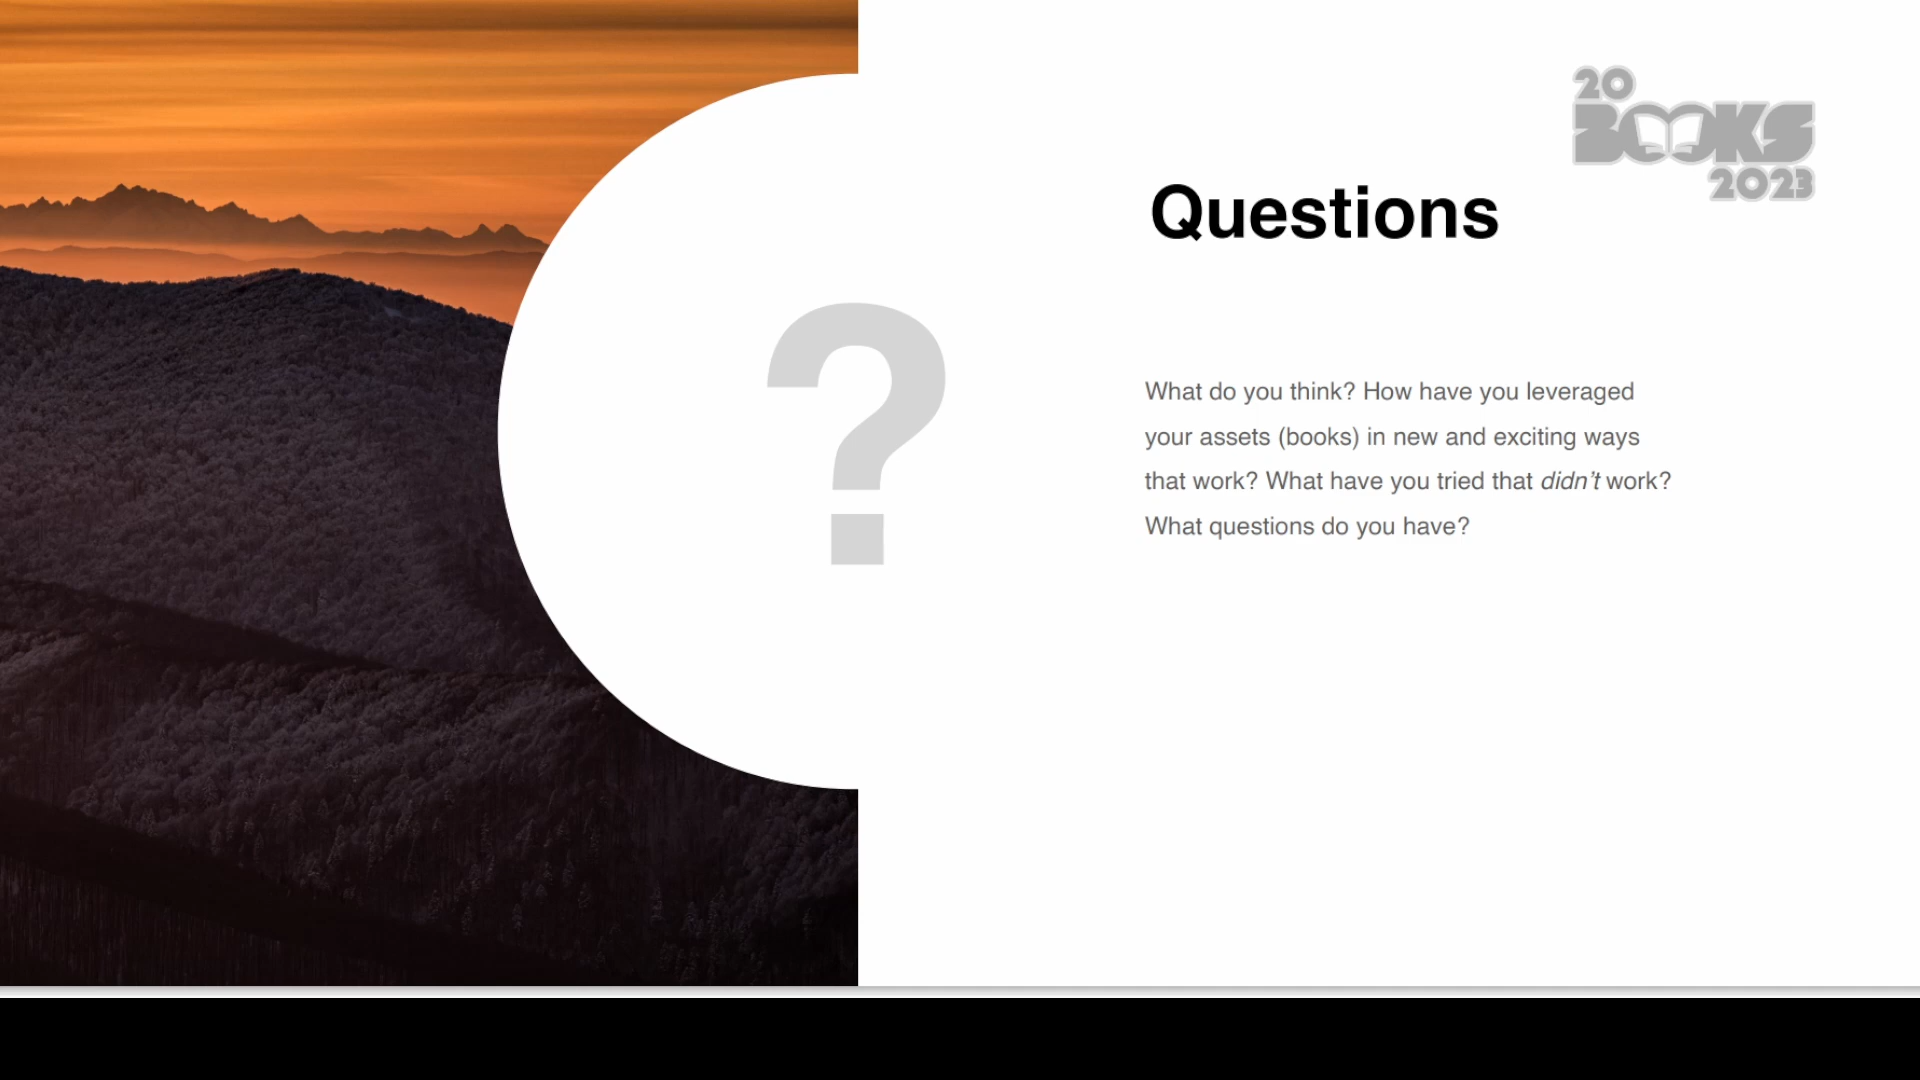 20
BOOKS
2023
Questions
?
What do you think? How have you leveraged
your assets (books) in new and exciting ways
that work? What have you tried that didn't work?
What questions do you have?